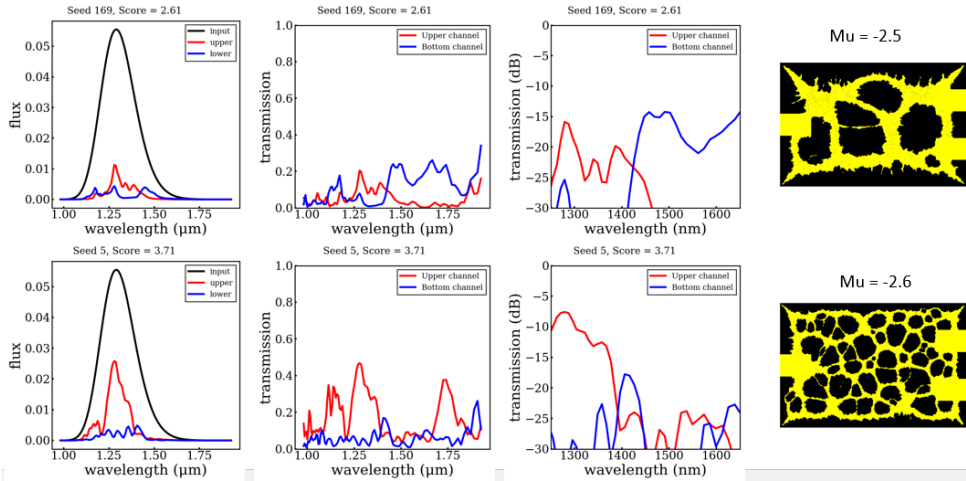 Seed 169, Score = 2.61
0.05
0.04
0.03
0.02
0.01
0.00
flux
input
upper
lower
1.00 1.25 1.50 1.75
wavelength (μm)
Seed 169, Score = 2.61
1.0
0.8
0.6
0.4
0.2
0.0
transmission
Upper channel
Bottom channel
1.00 1.25 1.50 1.75
wavelength (μm)
Seed 169, Score = 2.61
0
−5
−10
−15
−20
−25
−30
transmission (dB)
Upper channel
Bottom channel
1300 1400 1500 1600
wavelength (nm)
Mu = -2.5
Seed 5, Score = 3.71
0.05
0.04
0.03
0.02
0.01
0.00
flux
input
upper
lower
1.00 1.25 1.50 1.75
wavelength (μm)
Seed 5, Score = 3.71
1.0
0.8
0.6
0.4
0.2
0.0
transmission
Upper channel
Bottom channel
1.00 1.25 1.50 1.75
wavelength (μm)
Seed 5, Score = 3.71
0
−5
−10
−15
−20
−25
−30
transmission (dB)
Upper channel
Bottom channel
1300 1400 1500 1600
wavelength (nm)
Mu = -2.6